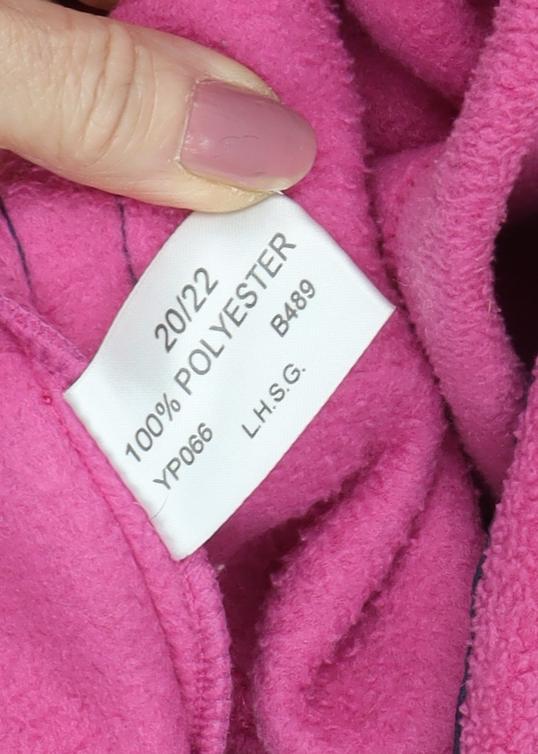 20/22
100% POLYESTER
YP066 B489
L.H.S.G.